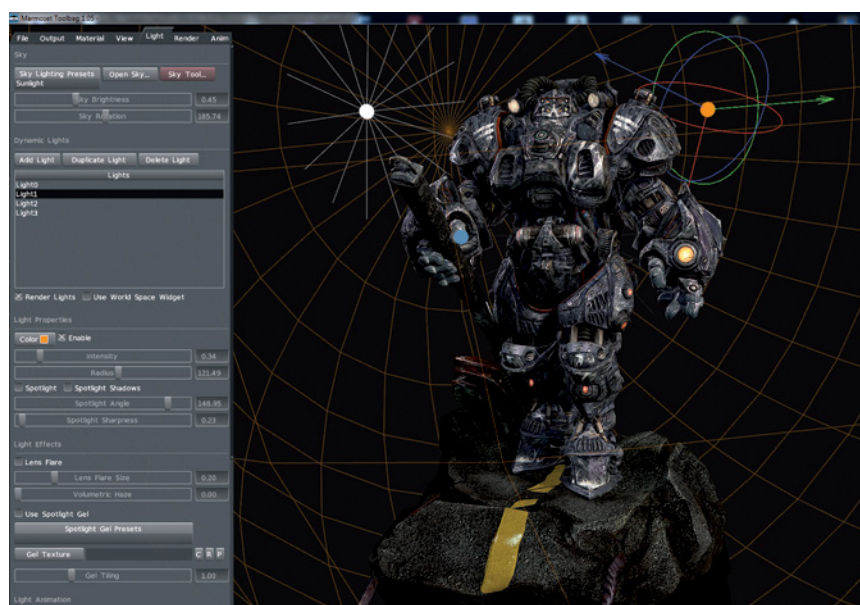 Marmoset Toolbag 1.05 -
File Output Material View Light Render Anim
Sky
Sky Lighting Presets Open Sky... Sky Tool...
Sunlight
Sky Brightness 0.45
Sky Rotation 185.74
Dynamic Lights
Add Light Duplicate Light Delete Light
Lights
Light0
Light1
Light2
Light3
Render Lights Use World Space Widget
Light Properties
Color Enable
Intensity 0.34
Radius 121.49
Spotlight Spotlight Shadows
Spotlight Angle 148.95
Spotlight Sharpness 0.23
Light Effects
Lens Flare
Lens Flare Size 0.20
Volumetric Haze 0.00
Use Spotlight Gel
Spotlight Gel Presets
Gel Texture C R P
Gel Tiling 1.00
Light Animation